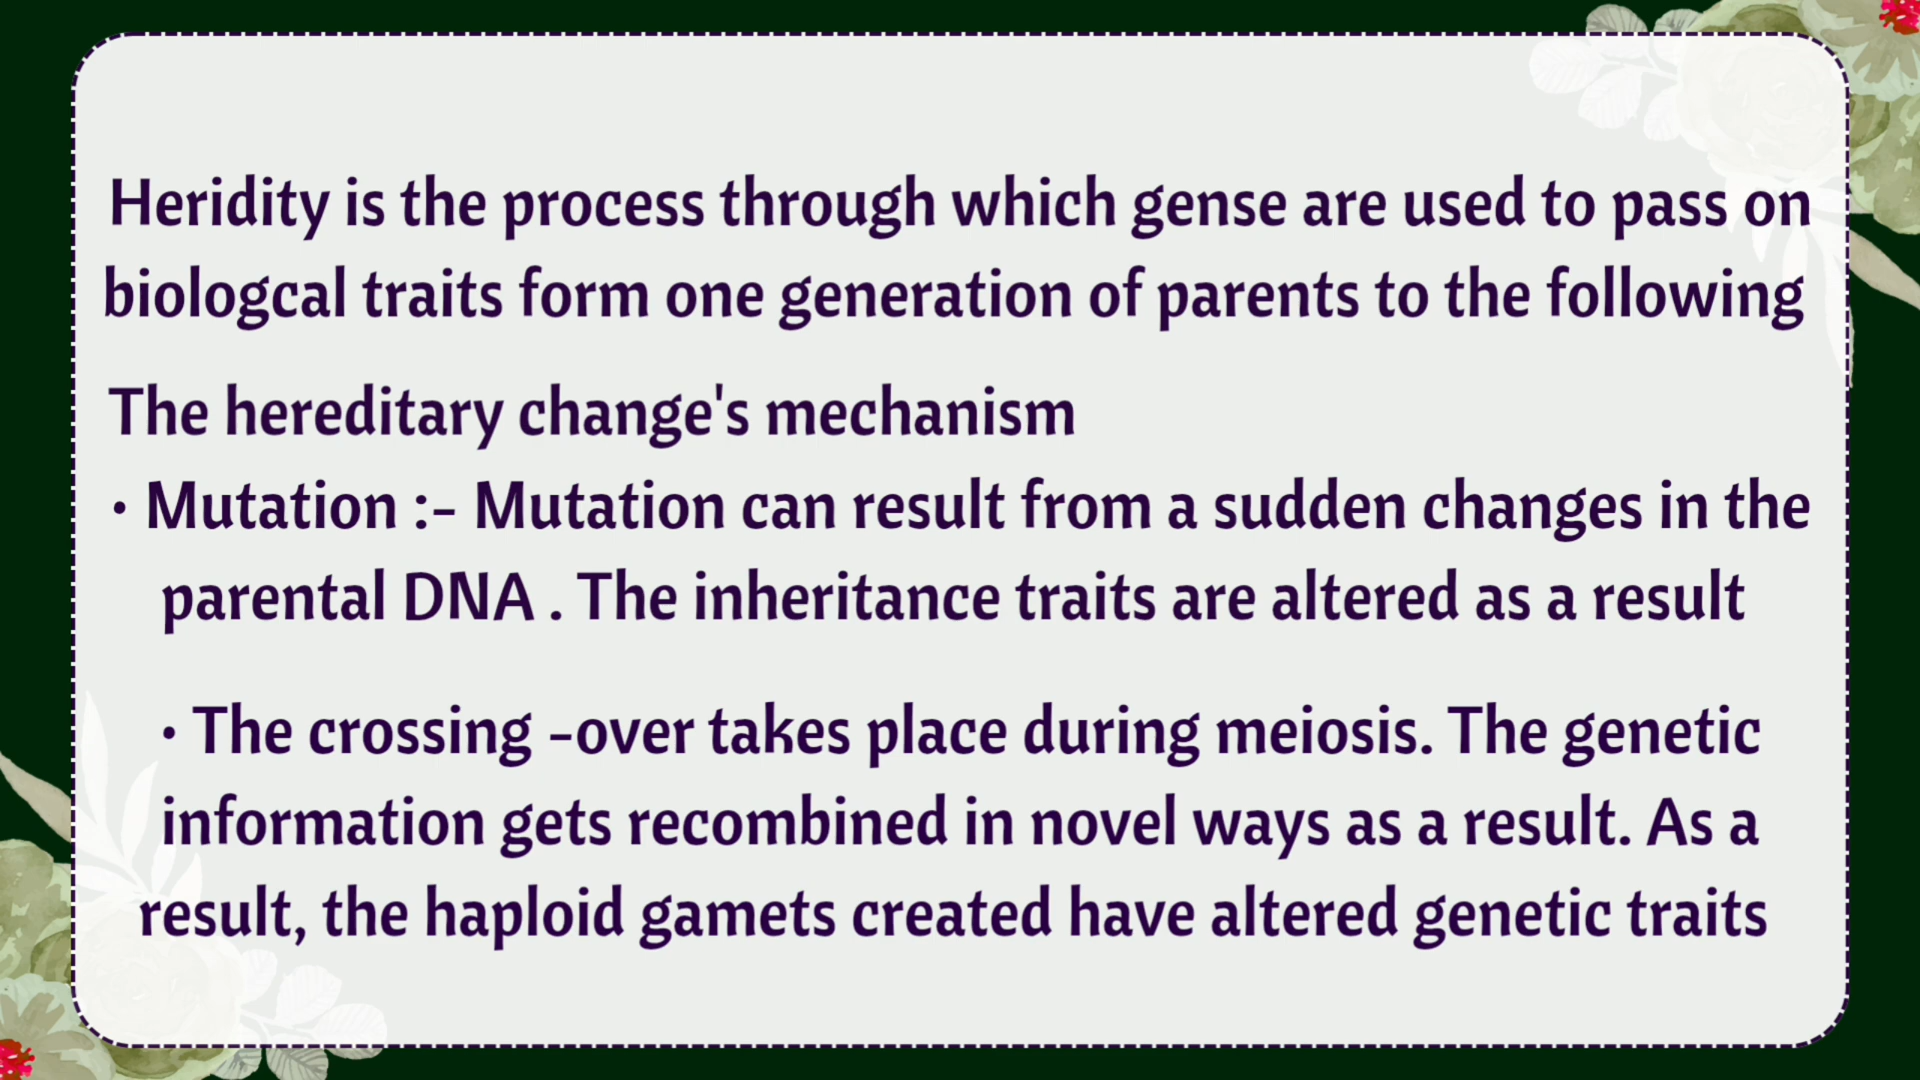 Heridity is the process through which gense are used to pass on
biologcal traits form one generation of parents to the following
The hereditary change's mechanism
• Mutation :- Mutation can result from a sudden changes in the
parental DNA . The inheritance traits are altered as a result
• The crossing -over takes place during meiosis. The genetic
information gets recombined in novel ways as a result. As a
result, the haploid gamets created have altered genetic traits